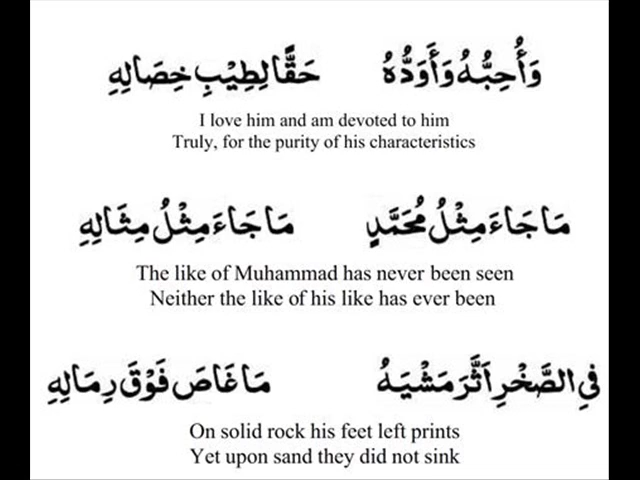 وَأُحِبُّهُ وَأَوَدُّهُ حَقًّا لِطِيْبِ خِصَالِهِ
I love him and am devoted to him
Truly, for the purity of his characteristics
مَا جَاءَ مِثْلُ مُحَمَّدٍ مَا جَاءَ مِثْلُ مِثَالِهِ
The like of Muhammad has never been seen
Neither the like of his like has ever been
فِي الصَّخْرِ اَثَّرَ مَشْيَهُ مَا غَاصَ فَوْقَ رِمَالِهِ
On solid rock his feet left prints
Yet upon sand they did not sink